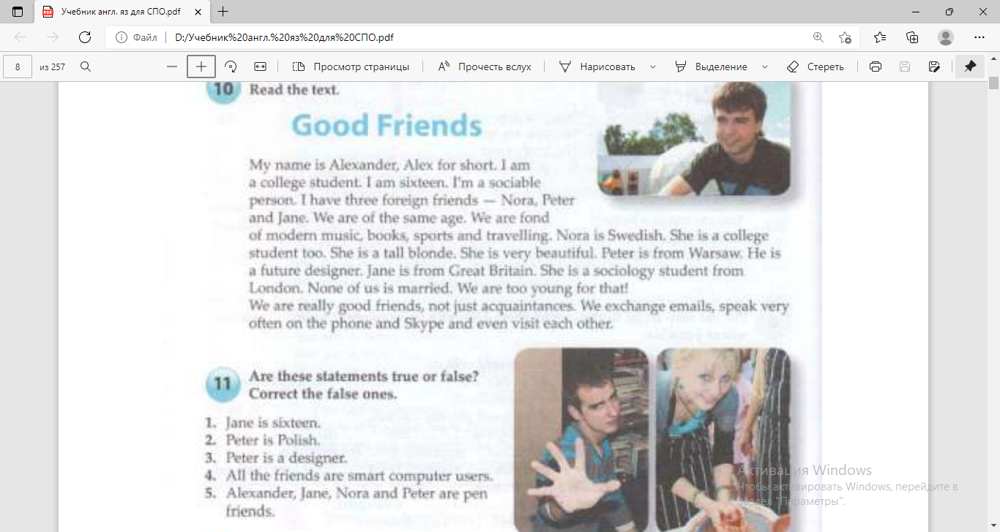 Учебник англ. яз для СПО.pdf
Файл
D:/Учебник%20англ.%20яз%20для%20СПО.pdf
8 из 257
Просмотр страницы
Прочесть вслух
Нарисовать
Выделение
Стереть
10 Read the text.
Good Friends
My name is Alexander, Alex for short. I am
a college student. I am sixteen. I'm a sociable
person. I have three foreign friends — Nora, Peter
and Jane. We are of the same age. We are fond
of modern music, books, sports and travelling. Nora is Swedish. She is a college
student too. She is a tall blonde. She is very beautiful. Peter is from Warsaw. He is
a future designer. Jane is from Great Britain. She is a sociology student from
London. None of us is married. We are too young for that!
We are really good friends, not just acquaintances. We exchange emails, speak very
often on the phone and Skype and even visit each other.
11 Are these statements true or false?
Correct the false ones.
1. Jane is sixteen.
2. Peter is Polish.
3. Peter is a designer.
4. All the friends are smart computer users.
5. Alexander, Jane, Nora and Peter are pen
friends.
Активация Windows
Чтобы активировать Windows, перейдите в
раздел "Параметры".